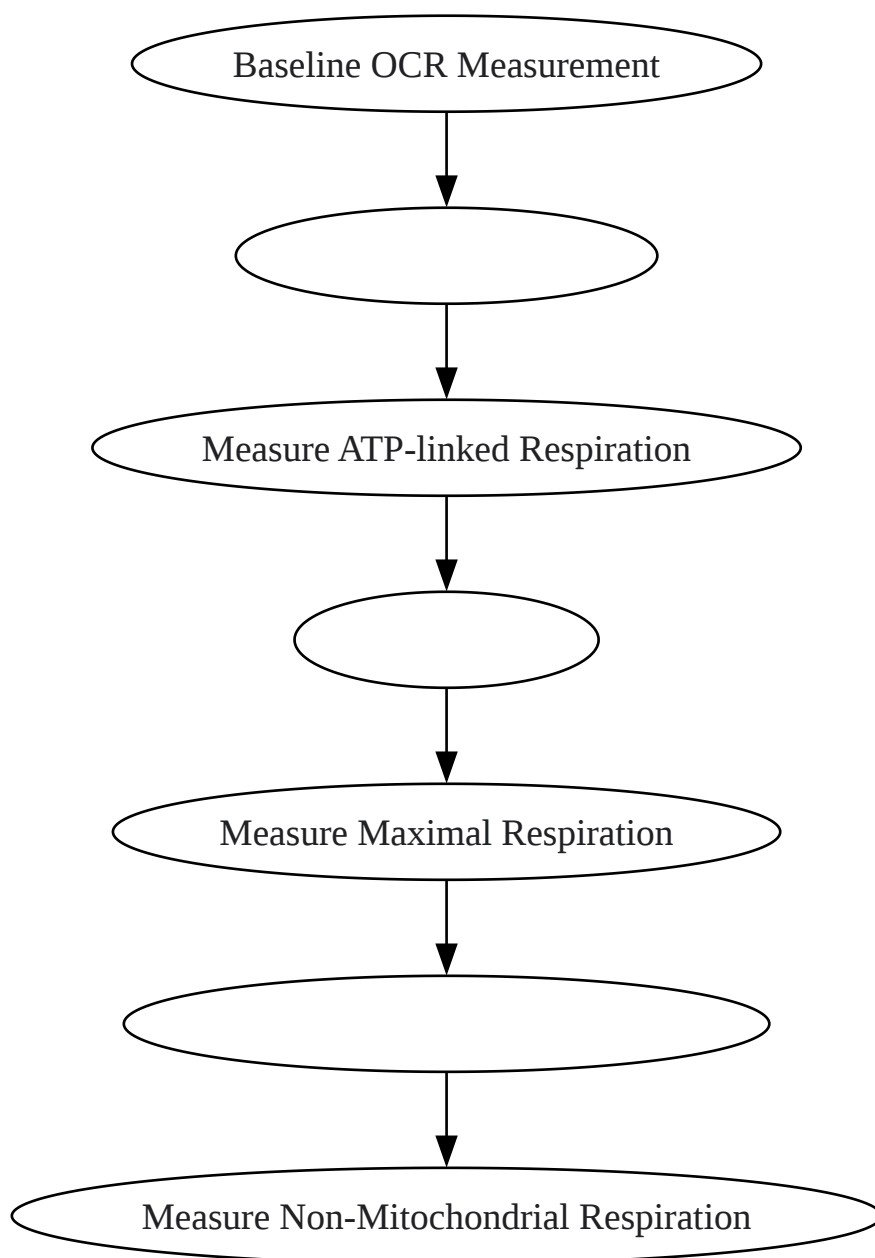 Baseline OCR Measurement
Measure ATP-linked Respiration
Measure Maximal Respiration
Measure Non-Mitochondrial Respiration